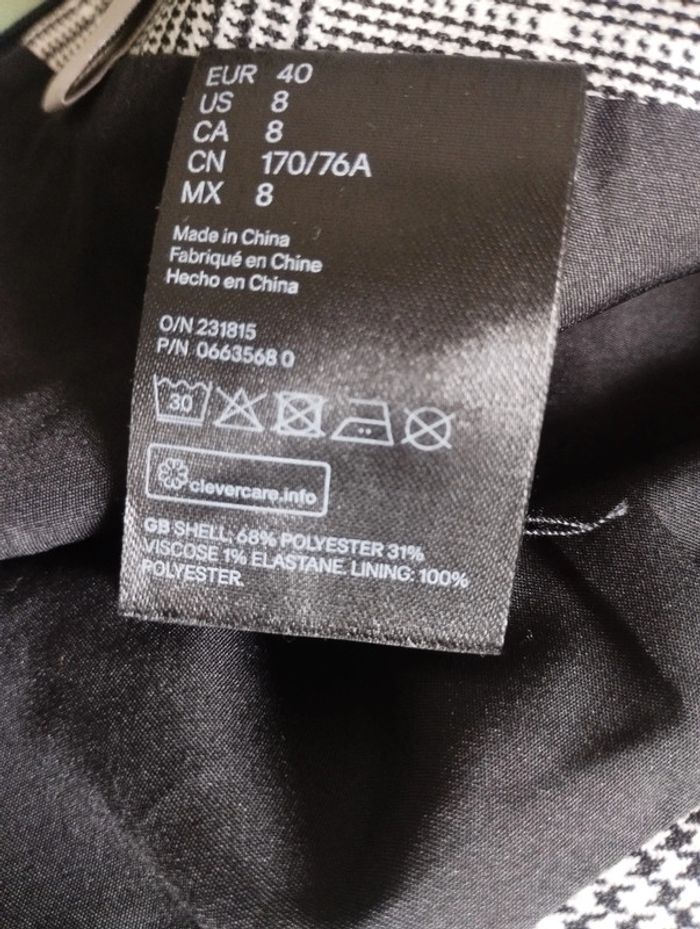 EUR 40
US 8
CA 8
CN 170/76A
MX 8
Made in China
Fabriqué en Chine
Hecho en China
O/N 231815
P/N 0663568 0
30
clevercare.info
GB SHELL: 68% POLYESTER 31%
VISCOSE 1% ELASTANE. LINING: 100%
POLYESTER.